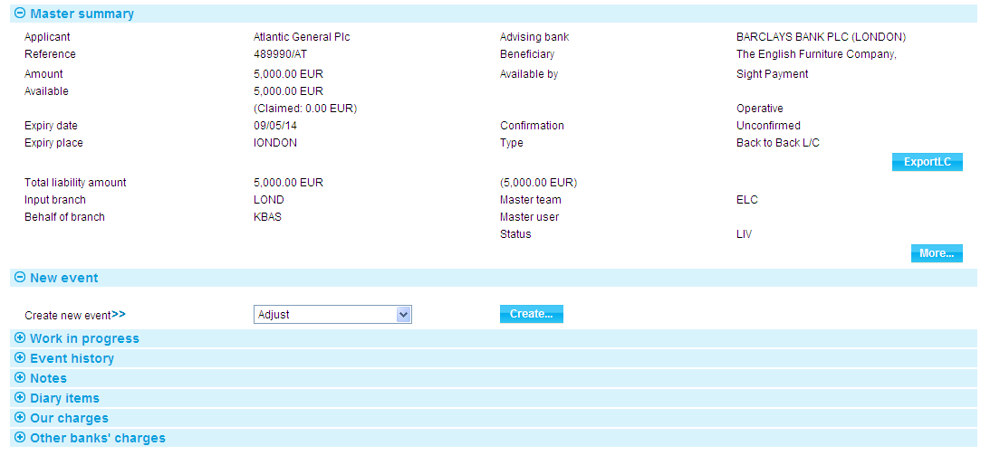 Master summary
Applicant Atlantic General Plc Advising bank BARCLAYS BANK PLC (LONDON)
Reference 489990/AT Beneficiary The English Furniture Company,
Amount 5,000.00 EUR Available by Sight Payment
Available 5,000.00 EUR
(Claimed: 0.00 EUR) Operative
Expiry date 09/05/14 Confirmation Unconfirmed
Expiry place lONDON Type Back to Back L/C
ExportLC
Total liability amount 5,000.00 EUR (5,000.00 EUR)
Input branch LOND Master team ELC
Behalf of branch KBAS Master user
Status LIV
More...
New event
Create new event>> Adjust Create...
Work in progress
Event history
Notes
Diary items
Our charges
Other banks' charges